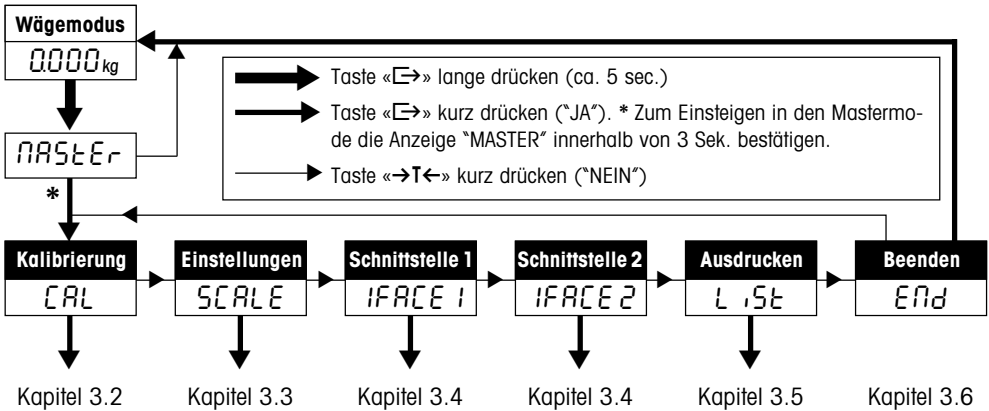 Wägemodus
0.000 kg
MASTEr
*
Taste «⎆» lange drücken (ca. 5 sec.)
Taste «⎆» kurz drücken ("JA"). * Zum Einsteigen in den Mastermo-
de die Anzeige "MASTER" innerhalb von 3 Sek. bestätigen.
Taste «→T←» kurz drücken ("NEIN")
Kalibrierung Einstellungen Schnittstelle 1 Schnittstelle 2 Ausdrucken Beenden
CAL SCALE IFACE 1 IFACE 2 LiSt ENd
Kapitel 3.2 Kapitel 3.3 Kapitel 3.4 Kapitel 3.4 Kapitel 3.5 Kapitel 3.6